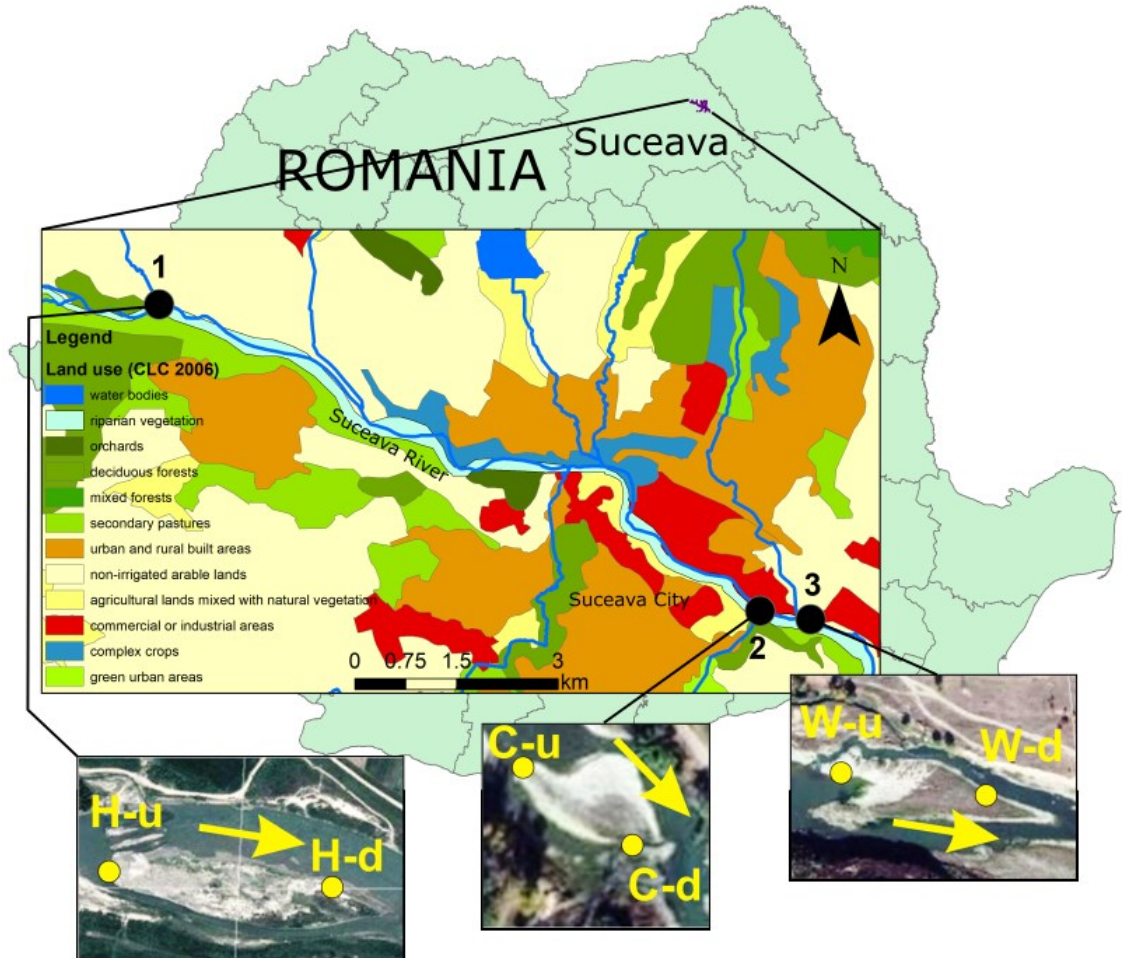 ROMANIA
Suceava
1
N
Legend
Land use (CLC 2006)
water bodies
riparian vegetation
orchards
deciduous forests
mixed forests
secondary pastures
urban and rural built areas
non-irrigated arable lands
agricultural lands mixed with natural vegetation
commercial or industrial areas
complex crops
green urban areas
Suceava River
Suceava City
2
3
0 0.75 1.5 3
km
H-u
H-d
C-u
C-d
W-u
W-d